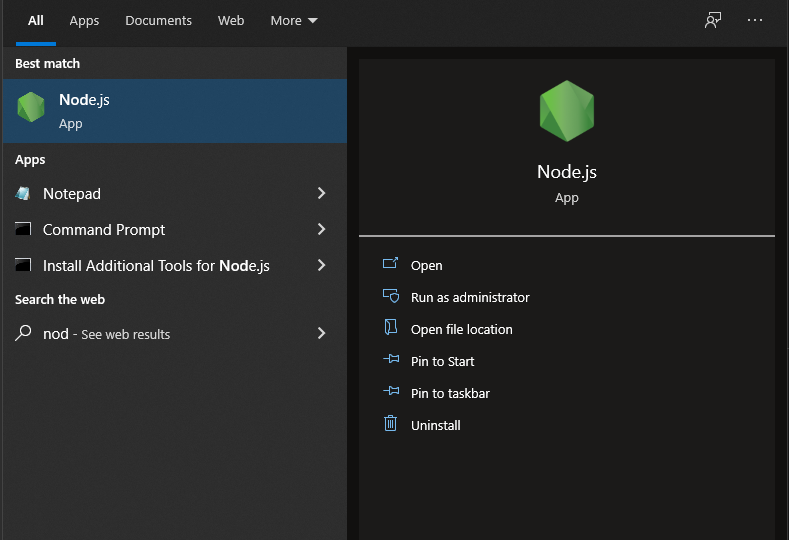 All Apps Documents Web More
Best match
Node.js
App
Apps
Notepad
Command Prompt
Install Additional Tools for Node.js
Search the web
nod - See web results
Node.js
App
Open
Run as administrator
Open file location
Pin to Start
Pin to taskbar
Uninstall